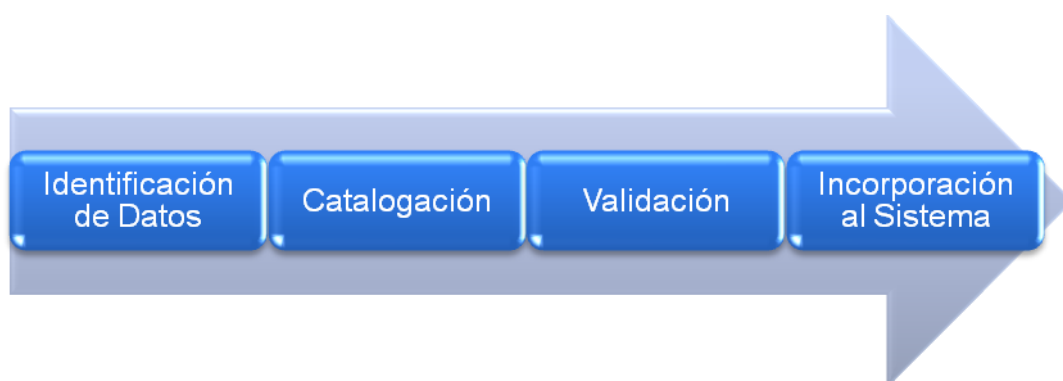 Identificación
de Datos
Catalogación
Validación
Incorporación
al Sistema